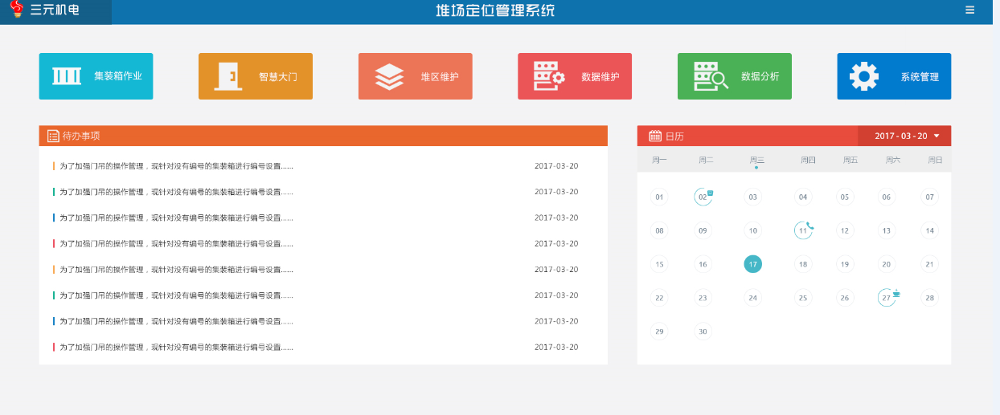 三元机电
堆场定位管理系统
集装箱作业
智慧大门
堆区维护
数据维护
数据分析
系统管理
待办事项
为了加强门吊的操作管理，现针对没有编号的集装箱进行编号设置...... 2017-03-20
为了加强门吊的操作管理，现针对没有编号的集装箱进行编号设置...... 2017-03-20
为了加强门吊的操作管理，现针对没有编号的集装箱进行编号设置...... 2017-03-20
为了加强门吊的操作管理，现针对没有编号的集装箱进行编号设置...... 2017-03-20
为了加强门吊的操作管理，现针对没有编号的集装箱进行编号设置...... 2017-03-20
为了加强门吊的操作管理，现针对没有编号的集装箱进行编号设置...... 2017-03-20
为了加强门吊的操作管理，现针对没有编号的集装箱进行编号设置...... 2017-03-20
为了加强门吊的操作管理，现针对没有编号的集装箱进行编号设置...... 2017-03-20
日历 2017-03-20
周一 周二 周三 周四 周五 周六 周日
01 02 03 04 05 06 07
08 09 10 11 12 13 14
15 16 17 18 19 20 21
22 23 24 25 26 27 28
29 30